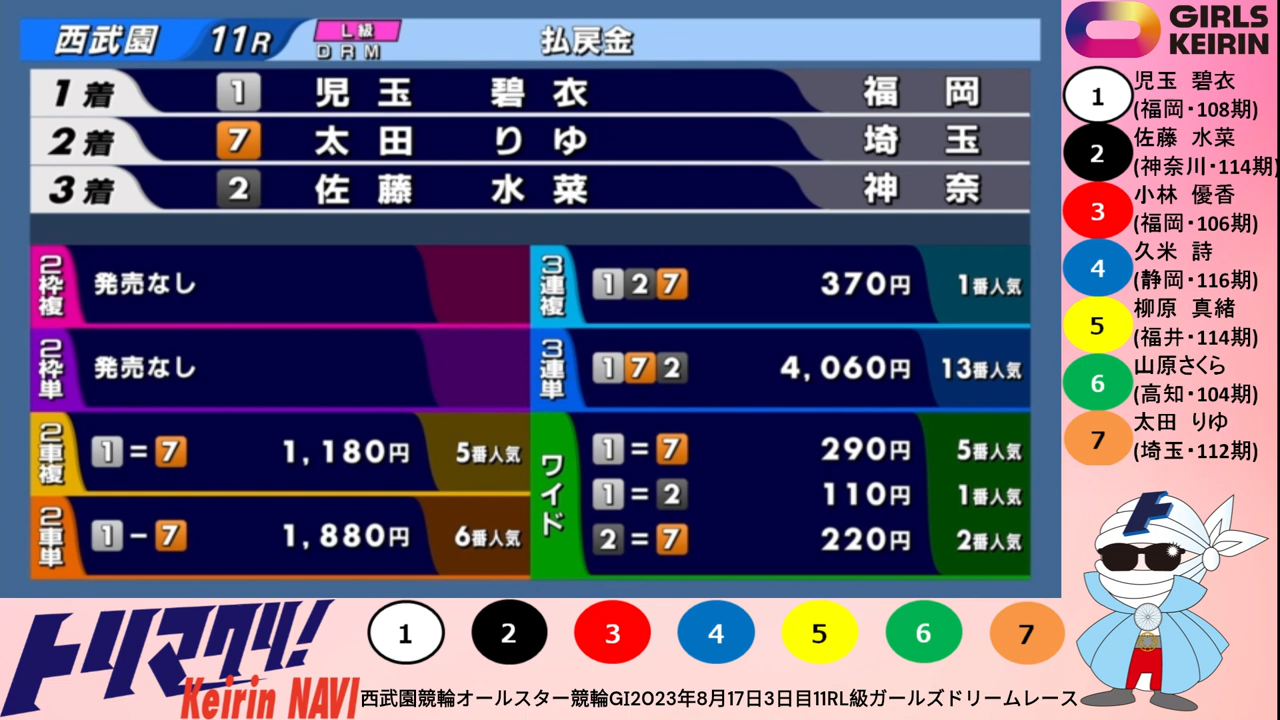 西武園 11R L級 DRM 払戻金
1着 1 児玉 碧衣 福岡
2着 7 太田 りゆ 埼玉
3着 2 佐藤 水菜 神奈
2枠複 発売なし
2枠単 発売なし
2車複 1=7 1,180円 5番人気
2車単 1-7 1,880円 6番人気
3連複 1 2 7 370円 1番人気
3連単 1 7 2 4,060円 13番人気
ワイド
1=7 290円 5番人気
1=2 110円 1番人気
2=7 220円 2番人気
GIRLS
KEIRIN
1 児玉 碧衣
(福岡・108期)
2 佐藤 水菜
(神奈川・114期)
3 小林 優香
(福岡・106期)
4 久米 詩
(静岡・116期)
5 柳原 真緒
(福井・114期)
6 山原さくら
(高知・104期)
7 太田 りゆ
(埼玉・112期)
トリマクリ!
Keirin NAVI
1 2 3 4 5 6 7
西武園競輪オールスター競輪GI2023年8月17日3日目11RL級ガールズドリームレース